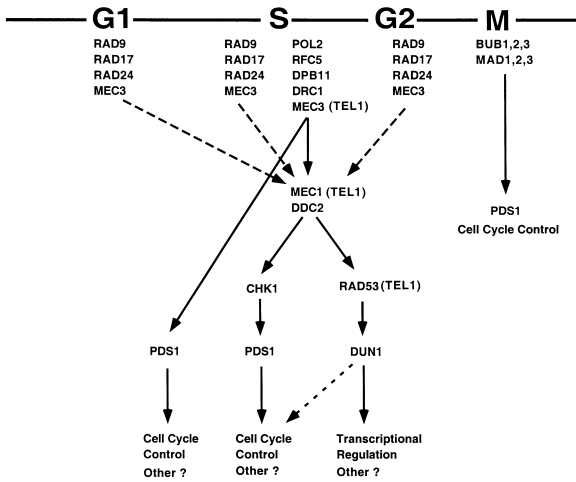 G1 S G2 M
RAD9
RAD17
RAD24
MEC3
RAD9
RAD17
RAD24
MEC3
POL2
RFC5
DPB11
DRC1
MEC3 (TEL1)
RAD9
RAD17
RAD24
MEC3
BUB1,2,3
MAD1,2,3
MEC1 (TEL1)
DDC2
PDS1
Cell Cycle Control
CHK1
RAD53 (TEL1)
PDS1
PDS1
DUN1
Cell Cycle
Control
Other ?
Cell Cycle
Control
Other ?
Transcriptional
Regulation
Other ?